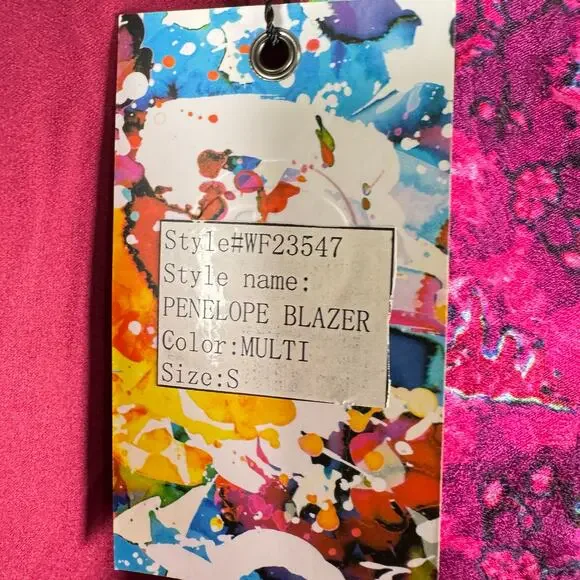 Style#WF23547
Style name:
PENELOPE BLAZER
Color:MULTI
Size:S